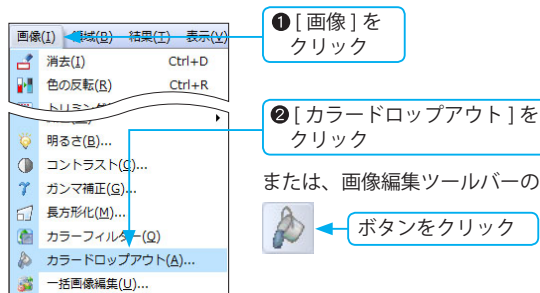 画像(I) 領域(R) 結果(T) 表示(V)
消去(I) Ctrl+D
色の反転(R) Ctrl+R
トリミング
明るさ(B)...
コントラスト(C)...
ガンマ補正(G)...
長方形化(M)...
カラーフィルター(O)
カラードロップアウト(A)...
一括画像編集(U)...
❶[画像]を
クリック
❷[カラードロップアウト]を
クリック
または、画像編集ツールバーの
ボタンをクリック